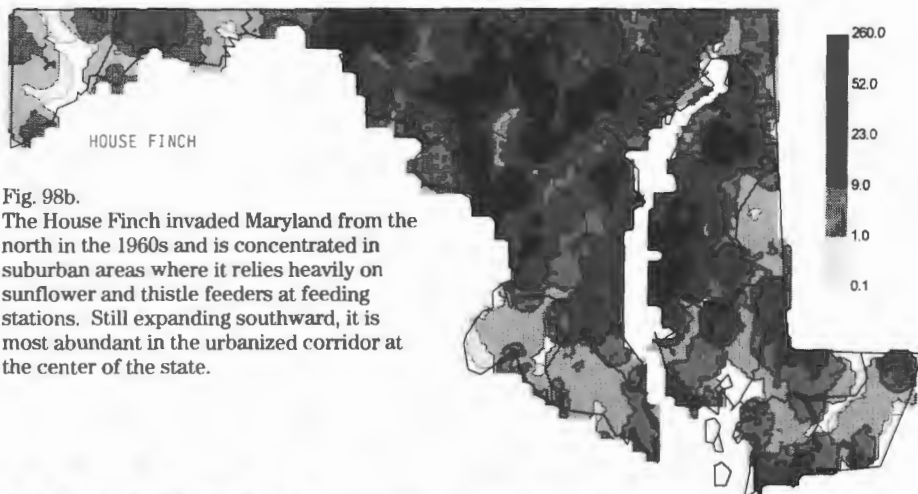 260.0
52.0
23.0
9.0
1.0
0.1
HOUSE FINCH
Fig. 98b.
The House Finch invaded Maryland from the
north in the 1960s and is concentrated in
suburban areas where it relies heavily on
sunflower and thistle feeders at feeding
stations. Still expanding southward, it is
most abundant in the urbanized corridor at
the center of the state.